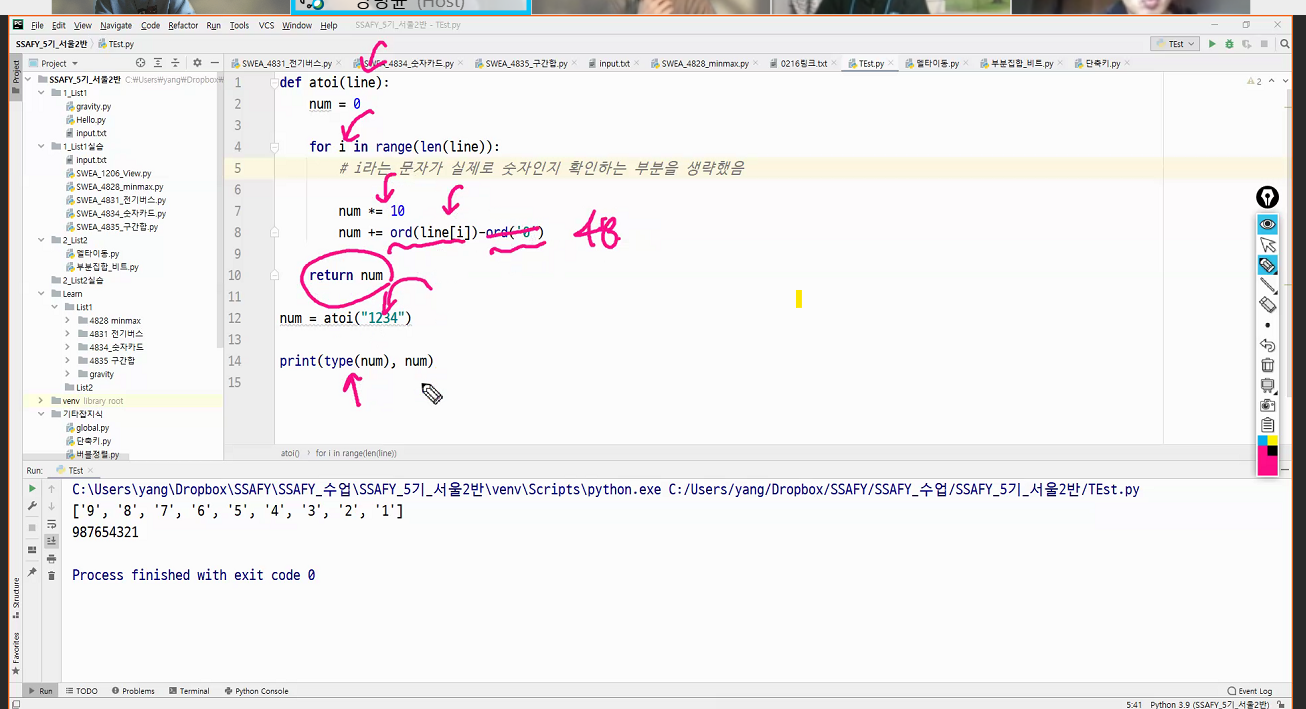 (Host)
File Edit View Navigate Code Refactor Run Tools VCS Window Help SSAFY_5기_서울2반 - TEst.py
SSAFY_5기_서울2반 TEst.py
TEst
Project
SWEA_4831_전기버스.py SWEA_4834_숫자카드.py SWEA_4835_구간합.py input.txt SWEA_4828_minmax.py 0216링크.txt TEst.py 델타이동.py 부분집합_비트.py 단축키.py
Project
SSAFY_5기_서울2반 C:\Users\yang\Dropbox\
1_List1
gravity.py
Hello.py
input.txt
1_List1실습
input.txt
SWEA_1206_View.py
SWEA_4828_minmax.py
SWEA_4831_전기버스.py
SWEA_4834_숫자카드.py
SWEA_4835_구간합.py
2_List2
델타이동.py
부분집합_비트.py
2_List2실습
Learn
List1
4828 minmax
4831 전기버스
4834_숫자카드
4835 구간합
gravity
List2
venv library root
기타잡지식
global.py
단축키.py
버블정렬.py
1 def atoi(line):
2 num = 0
3
4 for i in range(len(line)):
5 # i라는 문자가 실제로 숫자인지 확인하는 부분을 생략했음
6
7 num *= 10
8 num += ord(line[i])-ord('0') 48
9
10 return num
11
12 num = atoi("1234")
13
14 print(type(num), num)
15
2
atoi() for i in range(len(line))
Run: TEst
C:\Users\yang\Dropbox\SSAFY\SSAFY_수업\SSAFY_5기_서울2반\venv\Scripts\python.exe C:/Users/yang/Dropbox/SSAFY/SSAFY_수업/SSAFY_5기_서울2반/TEst.py
['9', '8', '7', '6', '5', '4', '3', '2', '1']
987654321
Process finished with exit code 0
Structure
Favorites
Run TODO Problems Terminal Python Console Event Log
5:41 Python 3.9 (SSAFY_5기_서울2반)